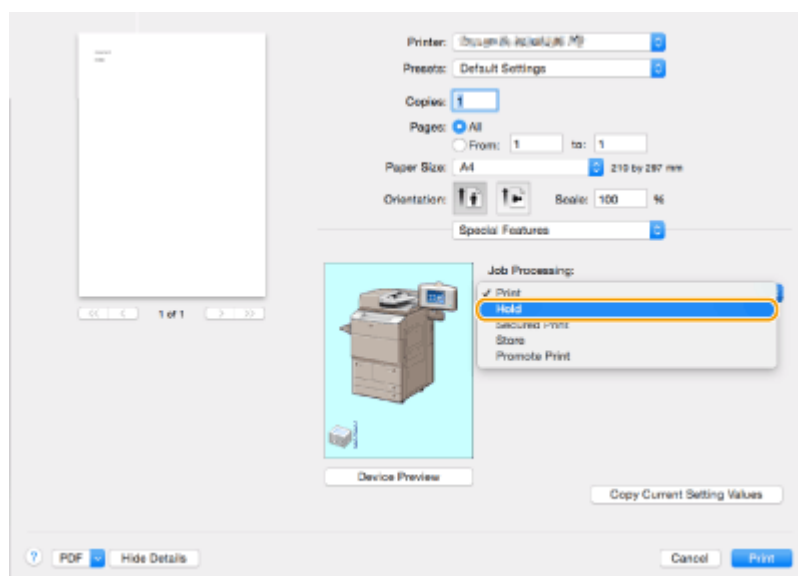 Printer:
Presets: Default Settings
Copies: 1
Pages: All
From: 1 to: 1
Paper Size: A4 210 by 297 mm
Orientation: Scale: 100 %
Special Features
Job Processing:
✓ Print
Hold
Secured Print
Store
Promote Print
<< < 1 of 1 > >>
Device Preview
Copy Current Setting Values
? PDF Hide Details Cancel Print